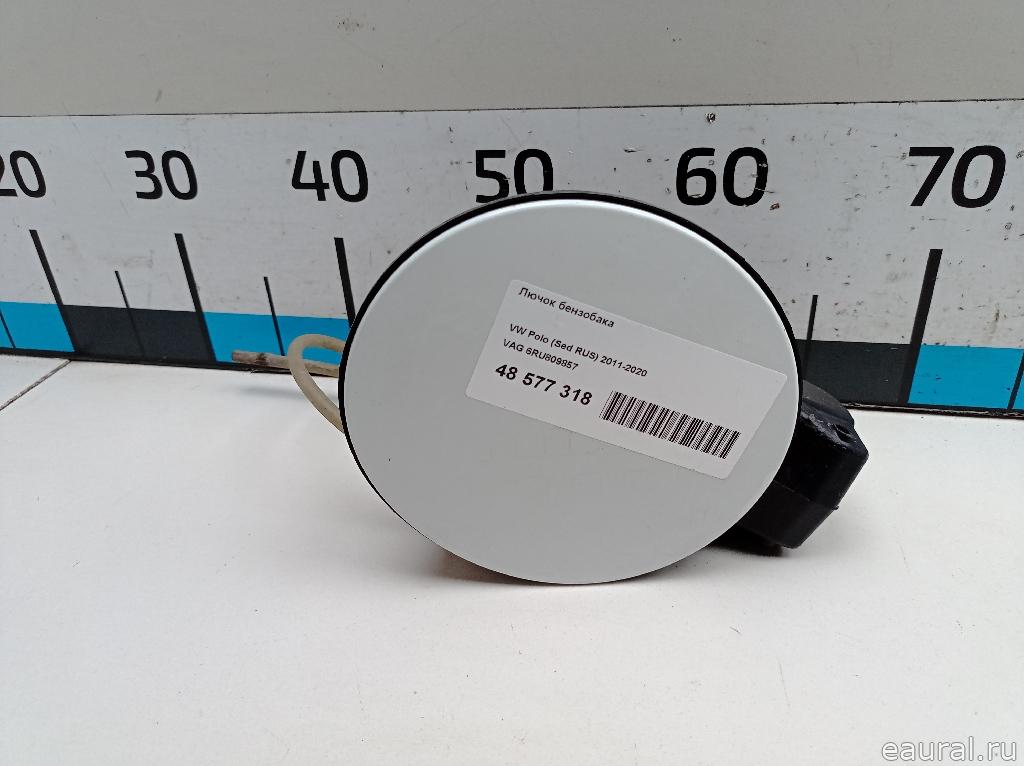 20 30 40 50 60 70
Лючок бензобака
VW Polo (Sed RUS) 2011-2020
VAG 6RU809857
48 577 318
eaural.ru